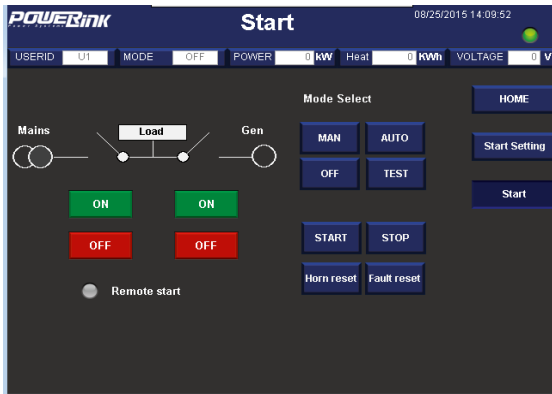 POWERink Start 08/25/2015 14:09:52
Power Systems
USERID U1 MODE OFF POWER 0 kW Heat 0 KWh VOLTAGE 0 V
Mode Select HOME
Mains Load Gen MAN AUTO Start Setting
OFF TEST
ON ON Start
OFF OFF START STOP
Remote start Horn reset Fault reset